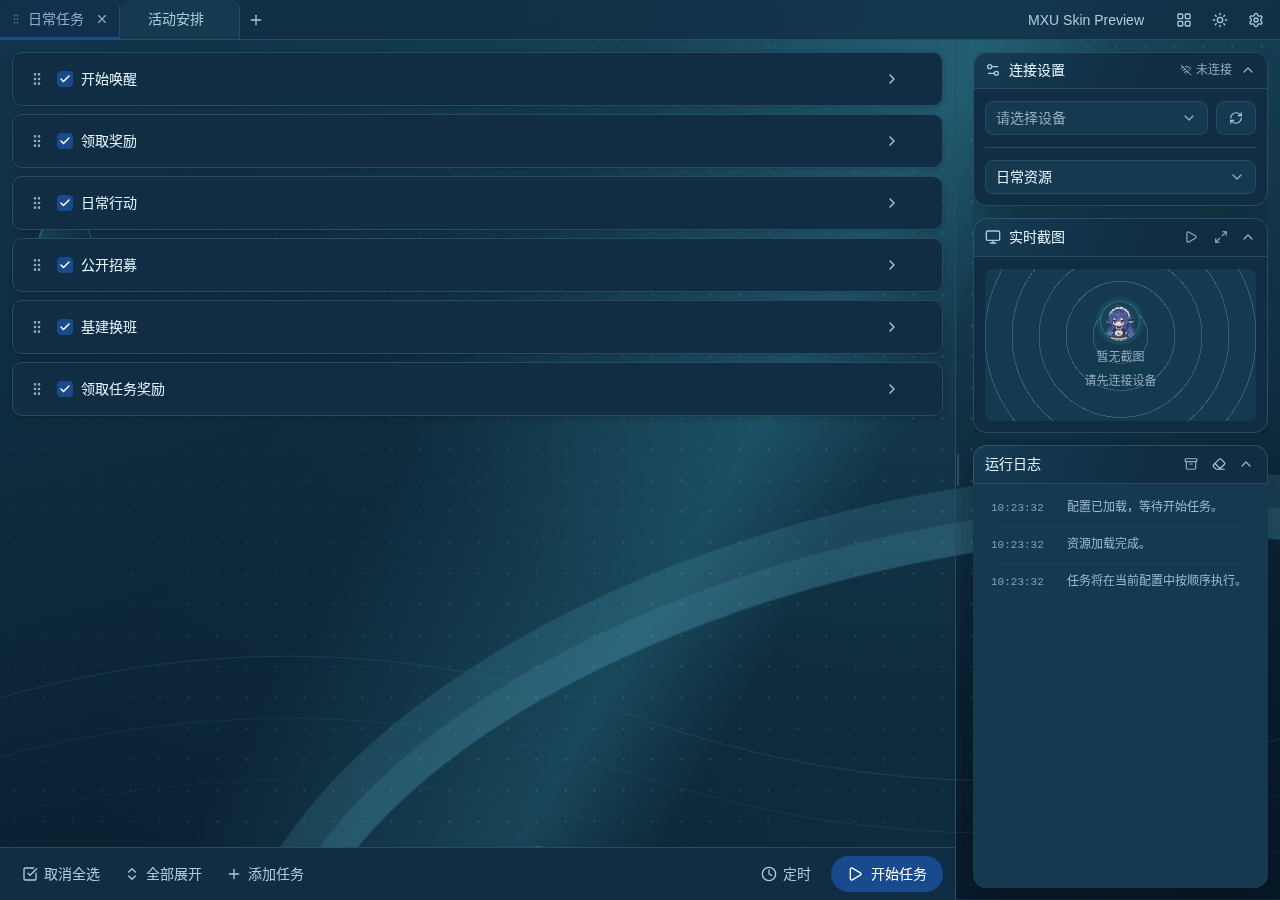 日常任务
活动安排
MXU Skin Preview
开始唤醒
领取奖励
日常行动
公开招募
基建换班
领取任务奖励
连接设置
未连接
请选择设备
日常资源
实时截图
暂无截图
请先连接设备
运行日志
10:23:32 配置已加载，等待开始任务。
10:23:32 资源加载完成。
10:23:32 任务将在当前配置中按顺序执行。
取消全选
全部展开
添加任务
定时
开始任务